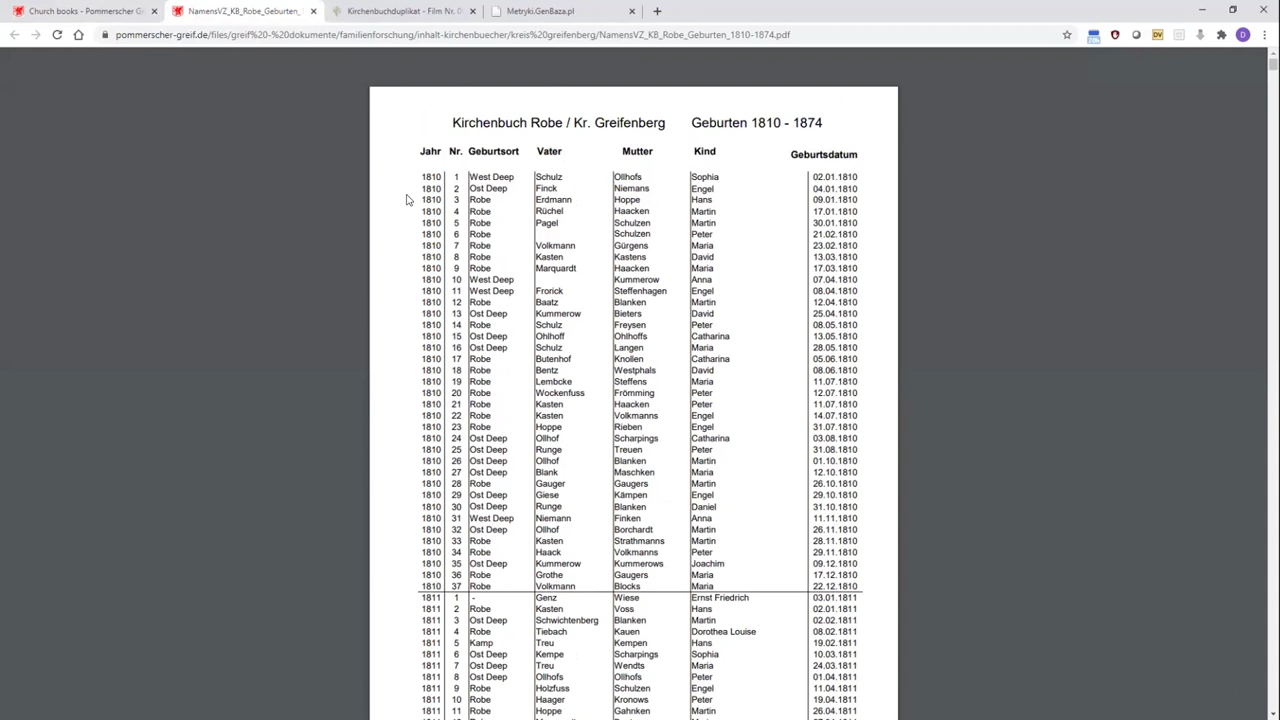 Church books - Pommerscher Gr
NamensVZ_KB_Robe_Geburten_
Kirchenbuchduplikat - Film Nr. 0
Metryki.GenBaza.pl
pommerscher-greif.de/files/greif%20-%20dokumente/familienforschung/inhalt-kirchenbuecher/kreis%20greifenberg/NamensVZ_KB_Robe_Geburten_1810-1874.pdf
DV
D
Kirchenbuch Robe / Kr. Greifenberg Geburten 1810 - 1874
Jahr Nr. Geburtsort Vater Mutter Kind Geburtsdatum
1810 1 West Deep Schulz Ollhofs Sophia 02.01.1810
1810 2 Ost Deep Finck Niemans Engel 04.01.1810
1810 3 Robe Erdmann Hoppe Hans 09.01.1810
1810 4 Robe Rüchel Haacken Martin 17.01.1810
1810 5 Robe Pagel Schulzen Martin 30.01.1810
1810 6 Robe Schulzen Peter 21.02.1810
1810 7 Robe Volkmann Gürgens Maria 23.02.1810
1810 8 Robe Kasten Kastens David 13.03.1810
1810 9 Robe Marquardt Haacken Maria 17.03.1810
1810 10 West Deep Kummerow Anna 07.04.1810
1810 11 West Deep Frorick Steffenhagen Engel 08.04.1810
1810 12 Robe Baatz Blanken Martin 12.04.1810
1810 13 Ost Deep Kummerow Bieters David 25.04.1810
1810 14 Robe Schulz Freysen Peter 08.05.1810
1810 15 Ost Deep Ohlhoff Ohlhoffs Catharina 13.05.1810
1810 16 Ost Deep Schulz Langen Maria 28.05.1810
1810 17 Robe Butenhof Knollen Catharina 05.06.1810
1810 18 Robe Bentz Westphals David 08.06.1810
1810 19 Robe Lembcke Steffens Maria 11.07.1810
1810 20 Robe Wockenfuss Frömming Peter 12.07.1810
1810 21 Robe Kasten Haacken Peter 11.07.1810
1810 22 Robe Kasten Volkmanns Engel 14.07.1810
1810 23 Robe Hoppe Rieben Engel 31.07.1810
1810 24 Ost Deep Ollhof Scharpings Catharina 03.08.1810
1810 25 Ost Deep Runge Treuen Peter 31.08.1810
1810 26 Ost Deep Ollhof Blanken Martin 01.10.1810
1810 27 Ost Deep Blank Maschken Maria 12.10.1810
1810 28 Robe Gauger Gaugers Martin 26.10.1810
1810 29 Ost Deep Giese Kämpen Engel 29.10.1810
1810 30 Ost Deep Runge Blanken Daniel 31.10.1810
1810 31 West Deep Niemann Finken Anna 11.11.1810
1810 32 Ost Deep Ollhof Borchardt Martin 26.11.1810
1810 33 Robe Kasten Strathmanns Martin 28.11.1810
1810 34 Robe Haack Volkmanns Peter 29.11.1810
1810 35 Ost Deep Kummerow Kummerows Joachim 09.12.1810
1810 36 Robe Grothe Gaugers Maria 17.12.1810
1810 37 Robe Volkmann Blocks Maria 22.12.1810
1811 1 - Genz Wiese Ernst Friedrich 03.01.1811
1811 2 Robe Kasten Voss Hans 02.01.1811
1811 3 Ost Deep Schwichtenberg Blanken Martin 02.02.1811
1811 4 Robe Tiebach Kauen Dorothea Louise 08.02.1811
1811 5 Kamp Treu Kempen Hans 19.02.1811
1811 6 Ost Deep Kempe Scharpings Sophia 10.03.1811
1811 7 Ost Deep Treu Wendts Maria 24.03.1811
1811 8 Ost Deep Ollhofs Ollhofs Peter 01.04.1811
1811 9 Robe Holzfuss Schulzen Engel 11.04.1811
1811 10 Robe Haager Kronows Peter 19.04.1811
1811 11 Robe Hoppe Gahnken Martin 26.04.1811